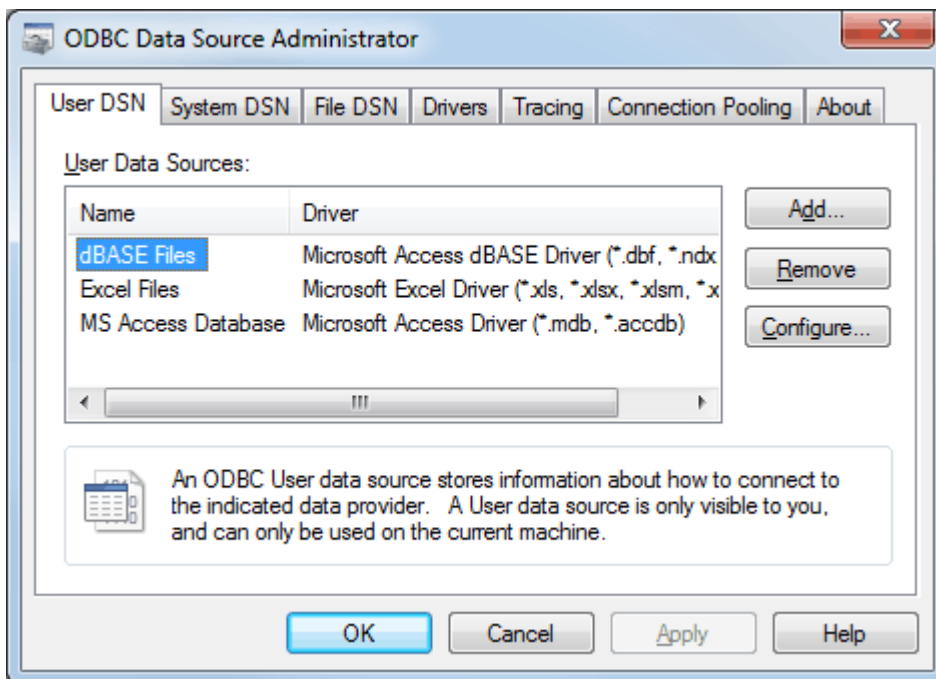 ODBC Data Source Administrator
User DSN System DSN File DSN Drivers Tracing Connection Pooling About
User Data Sources:
Name Driver
dBASE Files Microsoft Access dBASE Driver (*.dbf, *.ndx
Excel Files Microsoft Excel Driver (*.xls, *.xlsx, *.xlsm, *.x
MS Access Database Microsoft Access Driver (*.mdb, *.accdb)
Add...
Remove
Configure...
An ODBC User data source stores information about how to connect to
the indicated data provider. A User data source is only visible to you,
and can only be used on the current machine.
OK Cancel Apply Help